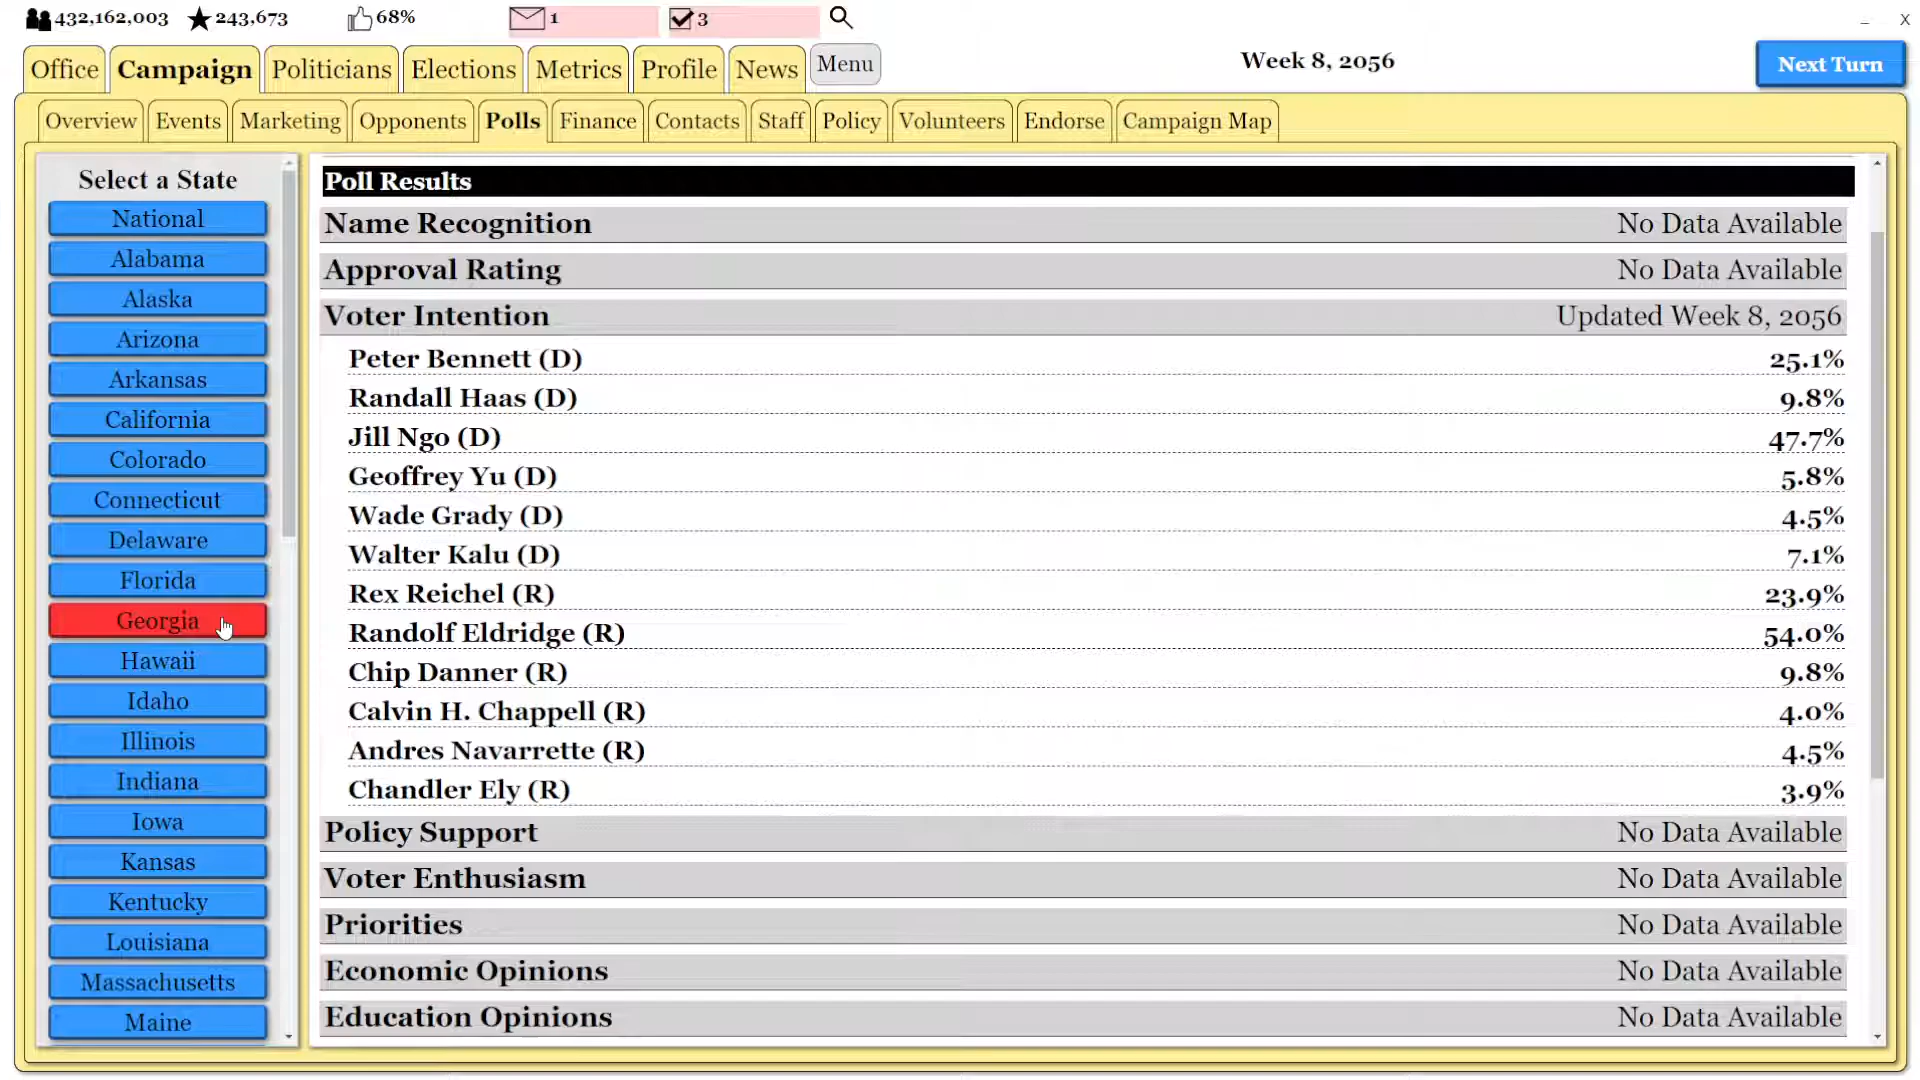 432,162,003 243,673 68% 1 3 _ X
Office Campaign Politicians Elections Metrics Profile News Menu Week 8, 2056 Next Turn
Overview Events Marketing Opponents Polls Finance Contacts Staff Policy Volunteers Endorse Campaign Map
Select a State
National
Alabama
Alaska
Arizona
Arkansas
California
Colorado
Connecticut
Delaware
Florida
Georgia
Hawaii
Idaho
Illinois
Indiana
Iowa
Kansas
Kentucky
Louisiana
Massachusetts
Maine
Poll Results
Name Recognition No Data Available
Approval Rating No Data Available
Voter Intention Updated Week 8, 2056
Peter Bennett (D) 25.1%
Randall Haas (D) 9.8%
Jill Ngo (D) 47.7%
Geoffrey Yu (D) 5.8%
Wade Grady (D) 4.5%
Walter Kalu (D) 7.1%
Rex Reichel (R) 23.9%
Randolf Eldridge (R) 54.0%
Chip Danner (R) 9.8%
Calvin H. Chappell (R) 4.0%
Andres Navarrette (R) 4.5%
Chandler Ely (R) 3.9%
Policy Support No Data Available
Voter Enthusiasm No Data Available
Priorities No Data Available
Economic Opinions No Data Available
Education Opinions No Data Available